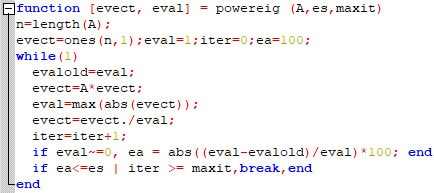 function [evect, eval] = powereig (A,es,maxit)
n=length(A);
evect=ones(n,1);eval=1;iter=0;ea=100;
while(1)
evalold=eval;
evect=A*evect;
eval=max(abs(evect));
evect=evect./eval;
iter=iter+1;
if eval~=0, ea = abs((eval-evalold)/eval)*100; end
if ea<=es | iter >= maxit,break,end
end